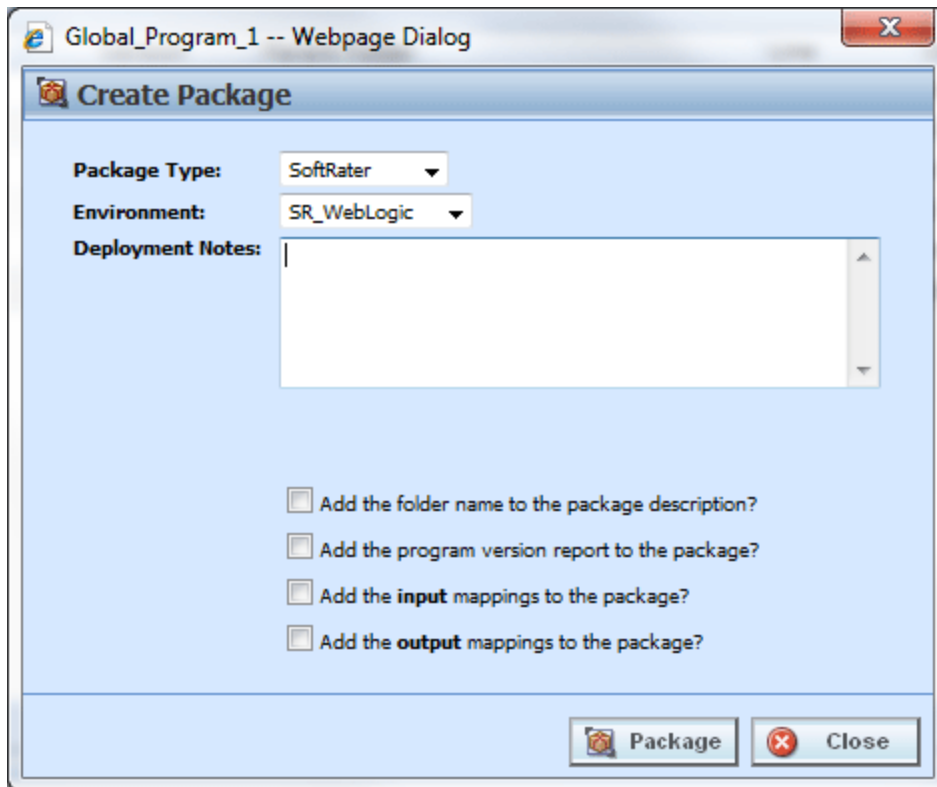 Global_Program_1 -- Webpage Dialog
Create Package
Package Type: SoftRater
Environment: SR_WebLogic
Deployment Notes:
Add the folder name to the package description?
Add the program version report to the package?
Add the input mappings to the package?
Add the output mappings to the package?
Package Close